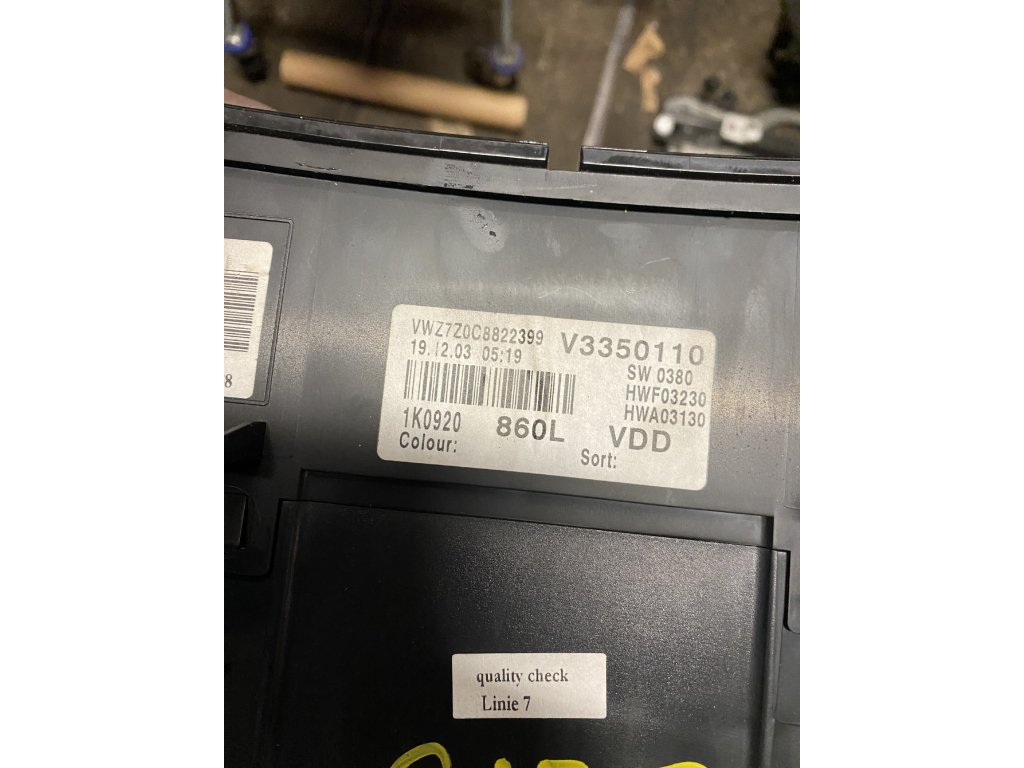 VWZ7Z0C8822399 V3350110
19.12.03 05:19 SW 0380
HWF03230
HWA03130
1K0920 860L VDD
Colour: Sort:
8
quality check
Linie 7